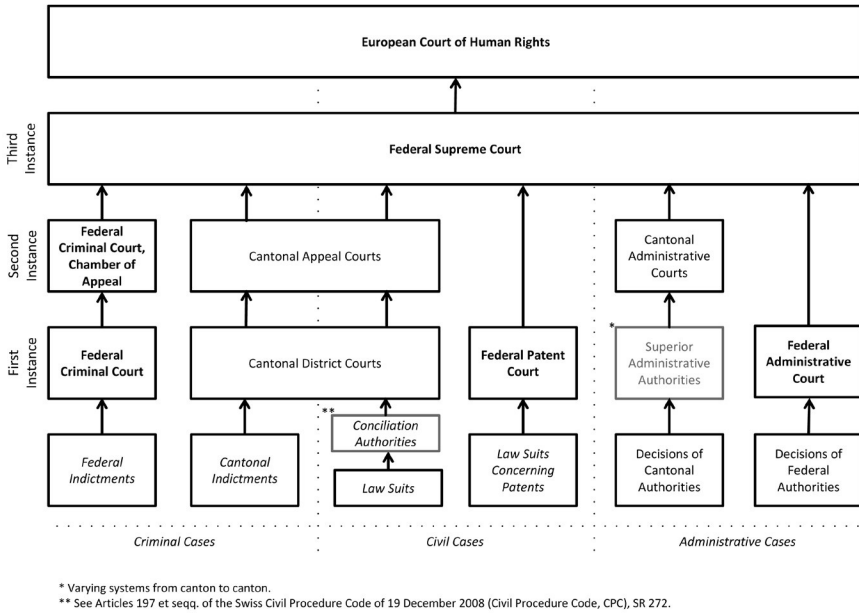 European Court of Human Rights
Third
Instance
Federal Supreme Court
Second
Instance
Federal
Criminal Court,
Chamber of
Appeal
Cantonal Appeal Courts
Cantonal
Administrative
Courts
First
Instance
Federal
Criminal Court
Cantonal District Courts
Federal Patent
Court
*
Superior
Administrative
Authorities
Federal
Administrative
Court
**
Conciliation
Authorities
Federal
Indictments
Cantonal
Indictments
Law Suits
Law Suits
Concerning
Patents
Decisions of
Cantonal
Authorities
Decisions of
Federal
Authorities
Criminal Cases
Civil Cases
Administrative Cases
* Varying systems from canton to canton.
** See Articles 197 et seqq. of the Swiss Civil Procedure Code of 19 December 2008 (Civil Procedure Code, CPC), SR 272.